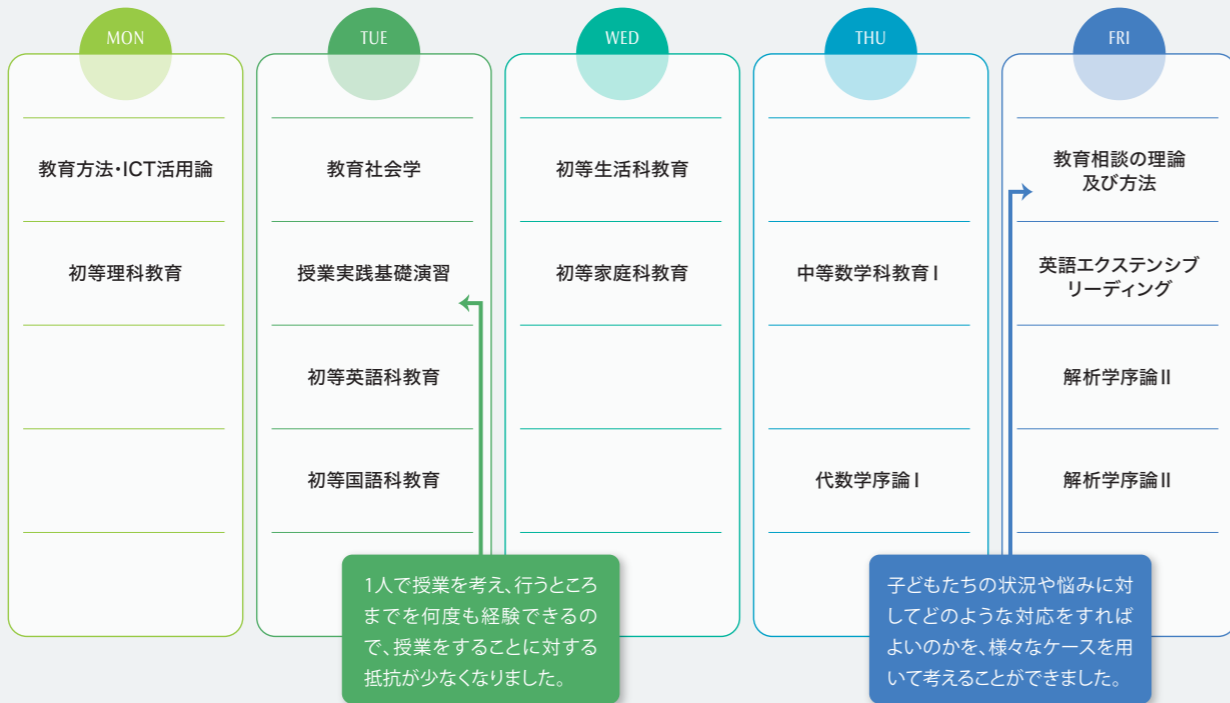 MON
TUE
WED
THU
FRI
教育方法・ICT活用論
教育社会学
初等生活科教育
教育相談の理論
及び方法
初等理科教育
授業実践基礎演習
初等家庭科教育
中等数学科教育Ⅰ
英語エクステンシブ
リーディング
初等英語科教育
解析学序論Ⅱ
初等国語科教育
代数学序論Ⅰ
解析学序論Ⅱ
1人で授業を考え、行うところ
までを何度も経験できるの
で、授業をすることに対する
抵抗が少なくなりました。
子どもたちの状況や悩みに対
してどのような対応をすれば
よいのかを、様々なケースを用
いて考えることができました。